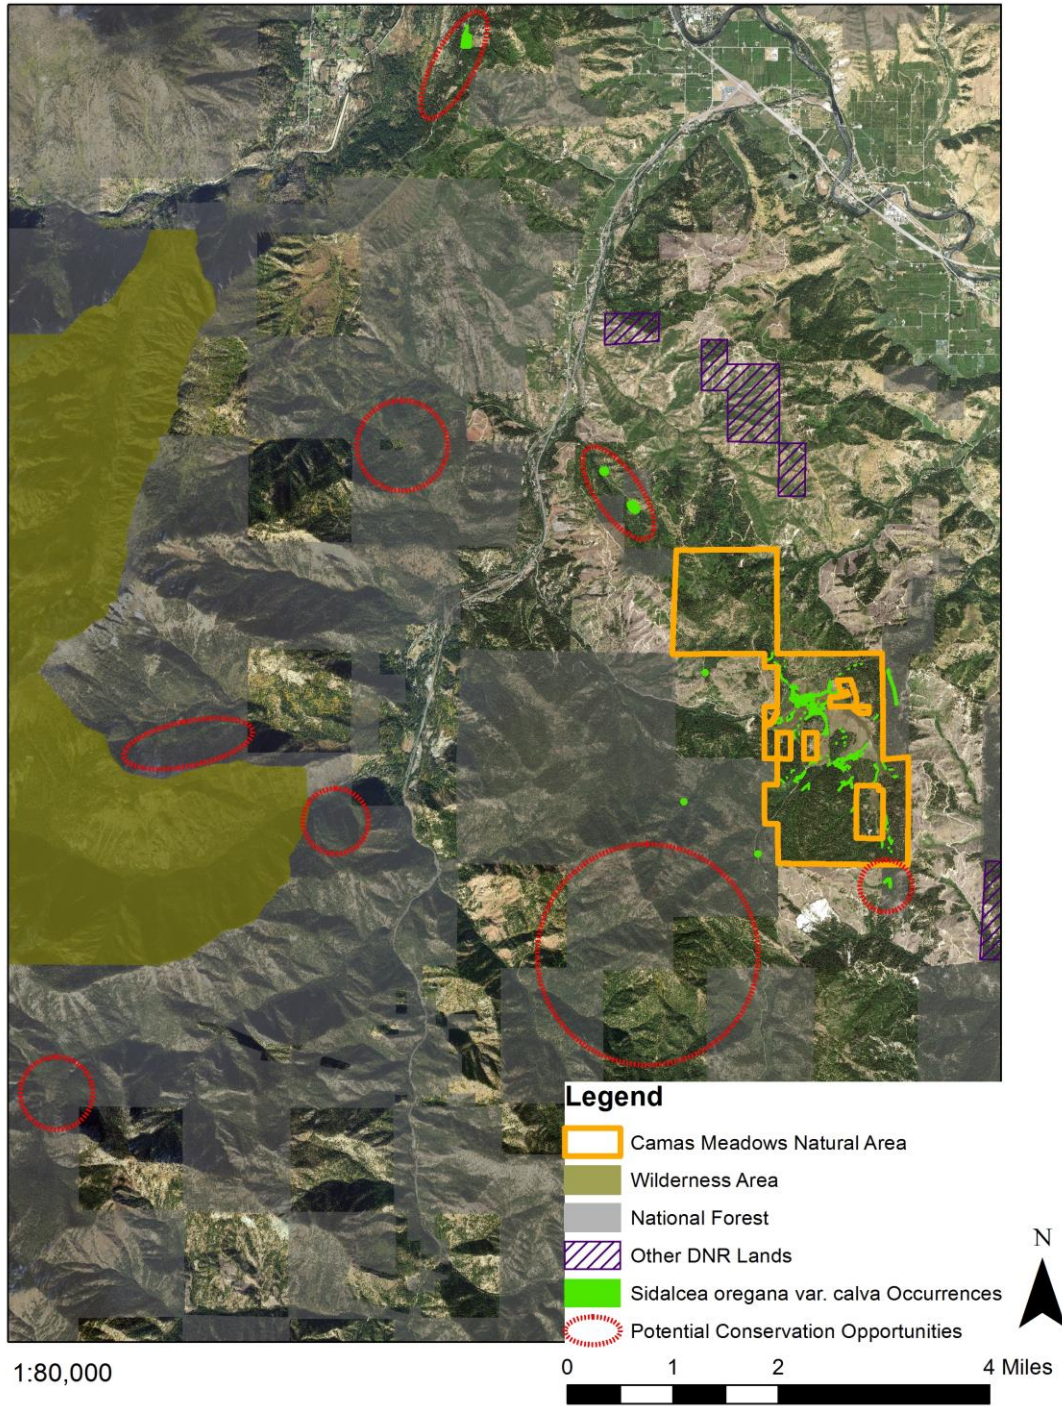 Legend
Camas Meadows Natural Area
Wilderness Area
National Forest
Other DNR Lands
Sidalcea oregana var. calva Occurrences
Potential Conservation Opportunities
N
1:80,000
0 1 2 4 Miles